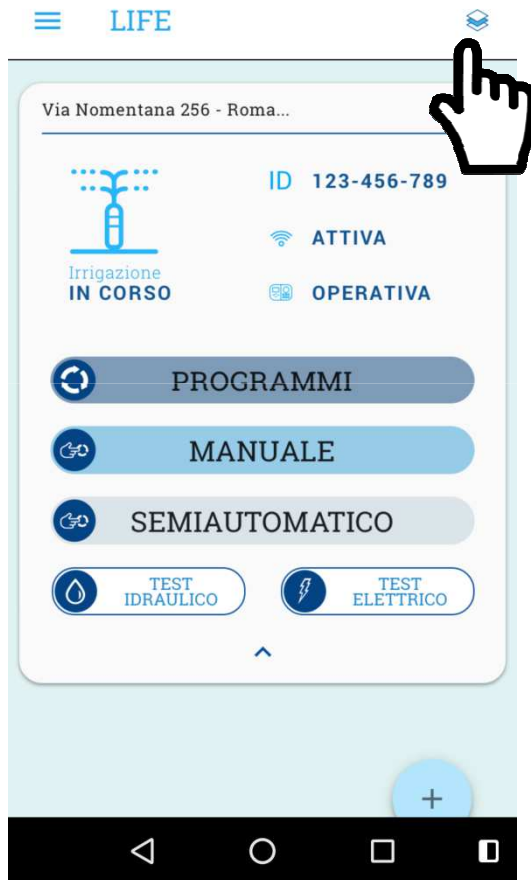 LIFE
Via Nomentana 256 - Roma...
ID 123-456-789
ATTIVA
Irrigazione
IN CORSO
OPERATIVA
PROGRAMMI
MANUALE
SEMIAUTOMATICO
TEST
IDRAULICO
TEST
ELETTRICO
+